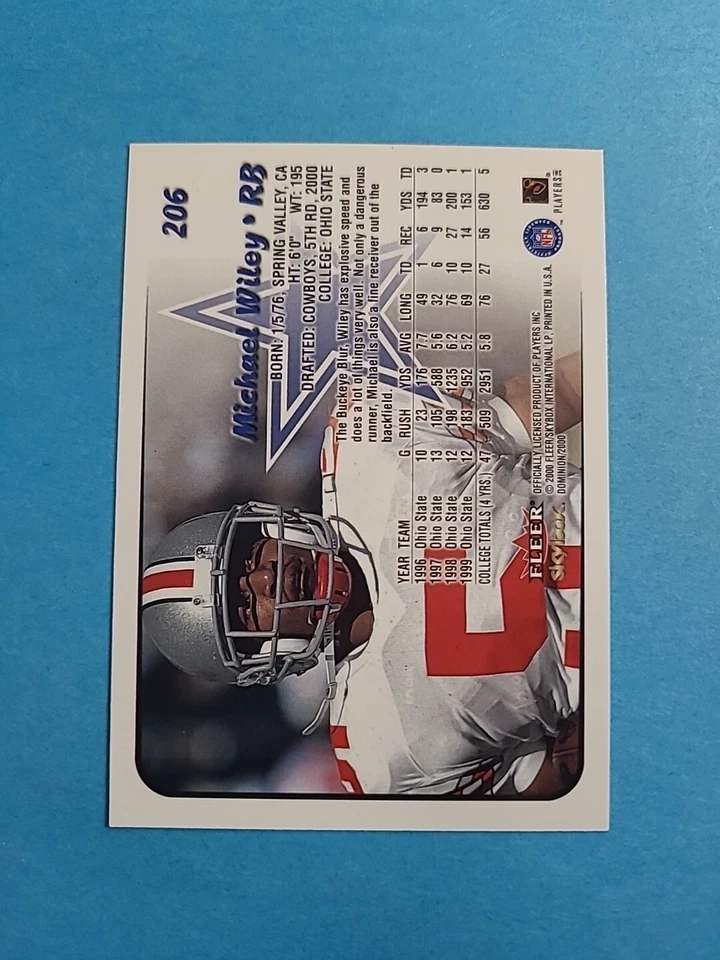 206
Michael Wiley • RB
BORN: 1/5/76, SPRING VALLEY, CA
HT: 6'0" WT: 195
DRAFTED: COWBOYS, 5TH RD, 2000
COLLEGE: OHIO STATE
The Buckeye Blur, Wiley has explosive speed and
does a lot of things very well. Not only a dangerous
runner, Michael is also a fine receiver out of the
backfield.
YEAR TEAM G RUSH YDS AVG LONG TD REC YDS TD
1996 Ohio State 10 23 176 7.7 49 1 6 194 3
1997 Ohio State 13 105 588 5.6 32 6 9 83 0
1998 Ohio State 12 198 1235 6.2 76 10 27 200 1
1999 Ohio State 12 183 952 5.2 69 10 14 153 1
COLLEGE TOTALS (4 YRS.) 47 509 2951 5.8 76 27 56 630 5
FLEER
skybox
OFFICIALLY LICENSED PRODUCT OF PLAYERS INC
© 2000 FLEER/SKYBOX INTERNATIONAL LP. PRINTED IN U.S.A.
DOMINION/2000
NFL
PLAYERS INC
5